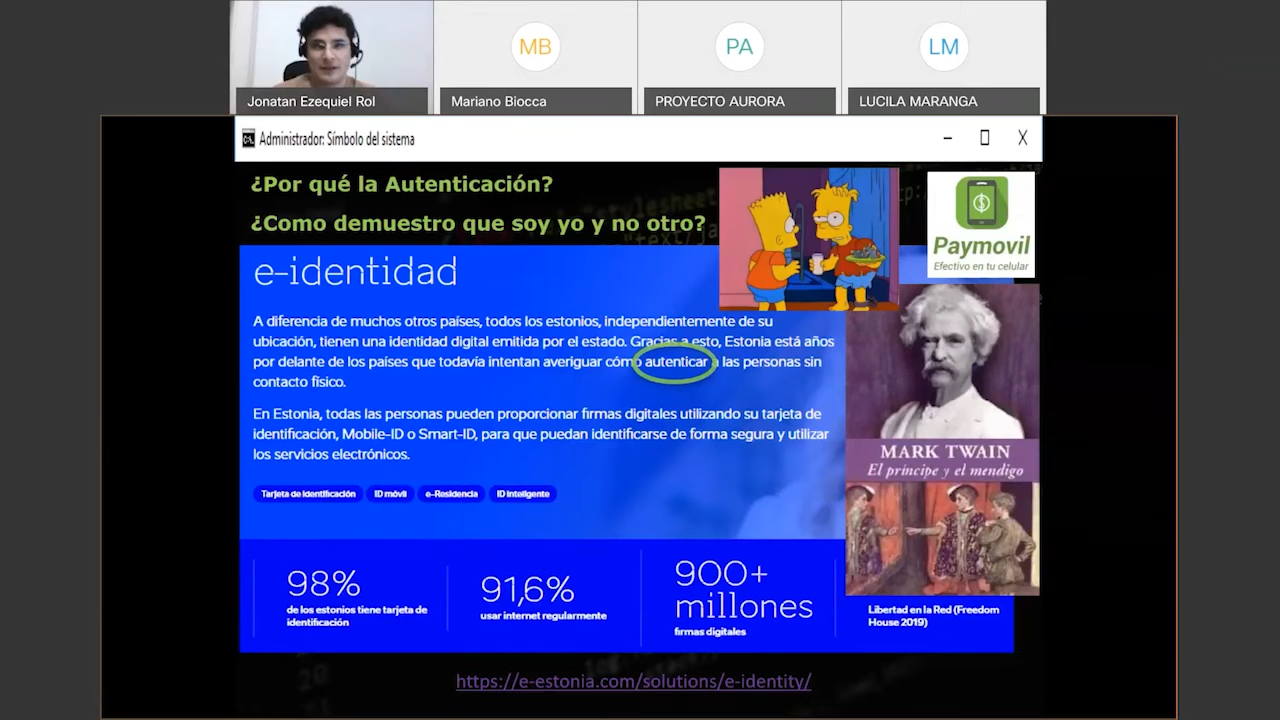 Jonatan Ezequiel Rol
MB
Mariano Biocca
PA
PROYECTO AURORA
LM
LUCILA MARANGA
Administrador: Símbolo del sistema
¿Por qué la Autenticación?
¿Como demuestro que soy yo y no otro?
Paymovil
Efectivo en tu celular
e-identidad
A diferencia de muchos otros países, todos los estonios, independientemente de su
ubicación, tienen una identidad digital emitida por el estado. Gracias a esto, Estonia está años
por delante de los países que todavía intentan averiguar cómo autenticar a las personas sin
contacto físico.
En Estonia, todas las personas pueden proporcionar firmas digitales utilizando su tarjeta de
identificación, Mobile-ID o Smart-ID, para que puedan identificarse de forma segura y utilizar
los servicios electrónicos.
Tarjeta de identificación
ID móvil
e-Residencia
ID inteligente
MARK TWAIN
El príncipe y el mendigo
98%
de los estonios tiene tarjeta de
identificación
91,6%
usar internet regularmente
900+
millones
firmas digitales
Libertad en la Red (Freedom
House 2019)
https://e-estonia.com/solutions/e-identity/